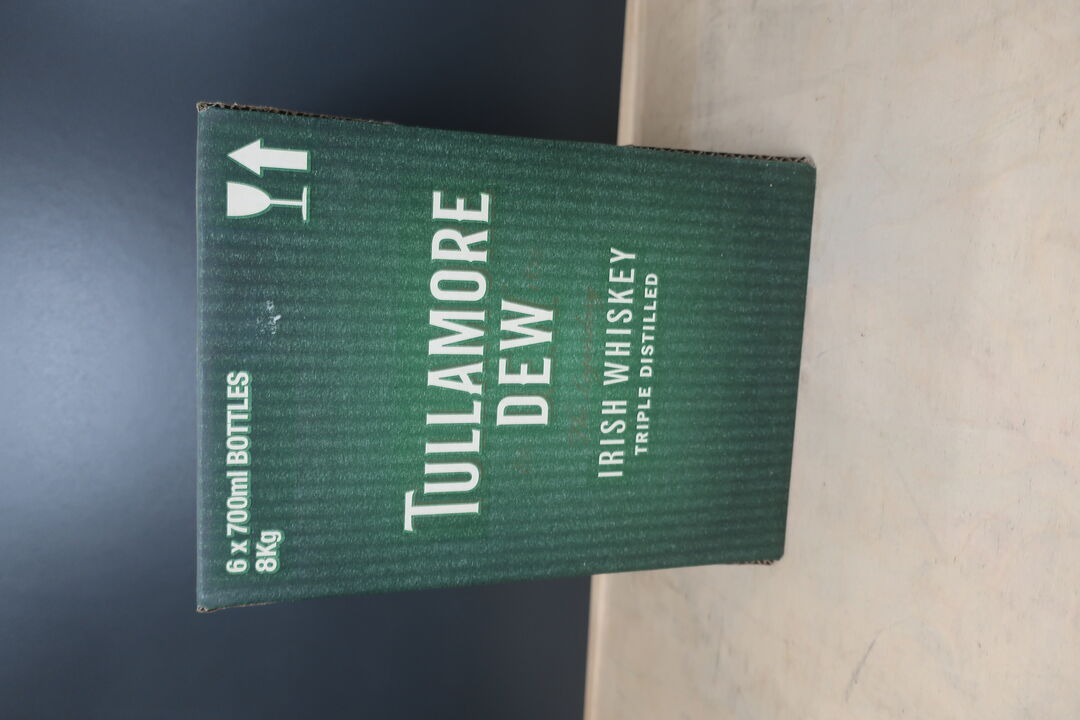 6 x 700ml BOTTLES
8Kg
TULLAMORE
DEW
IRISH WHISKEY
TRIPLE DISTILLED